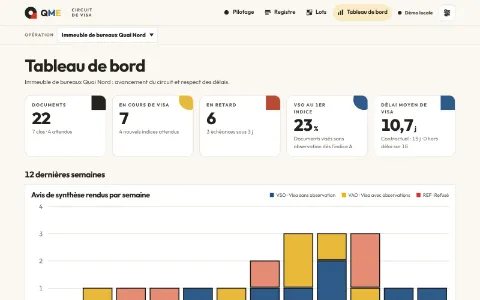 QME
CIRCUIT
DE VISA
Pilotage
Registre
Lots
Tableau de bord
Démo locale
OPÉRATION
Immeuble de bureaux Quai Nord
Tableau de bord
Immeuble de bureaux Quai Nord : avancement du circuit et respect des délais.
DOCUMENTS
22
7 clos · 4 attendus
EN COURS DE VISA
7
4 nouveaux indices attendus
EN RETARD
6
3 échéances sous 3 j
VSO AU 1ER
INDICE
23%
Documents visés sans
observation dès l'indice A
DÉLAI MOYEN DE
VISA
10,7 j
12 dernières semaines
Avis de synthèse rendus par semaine
VSO · Visa sans observation
VAO · Visa avec observations
REF · Refusé
4
3
2
1